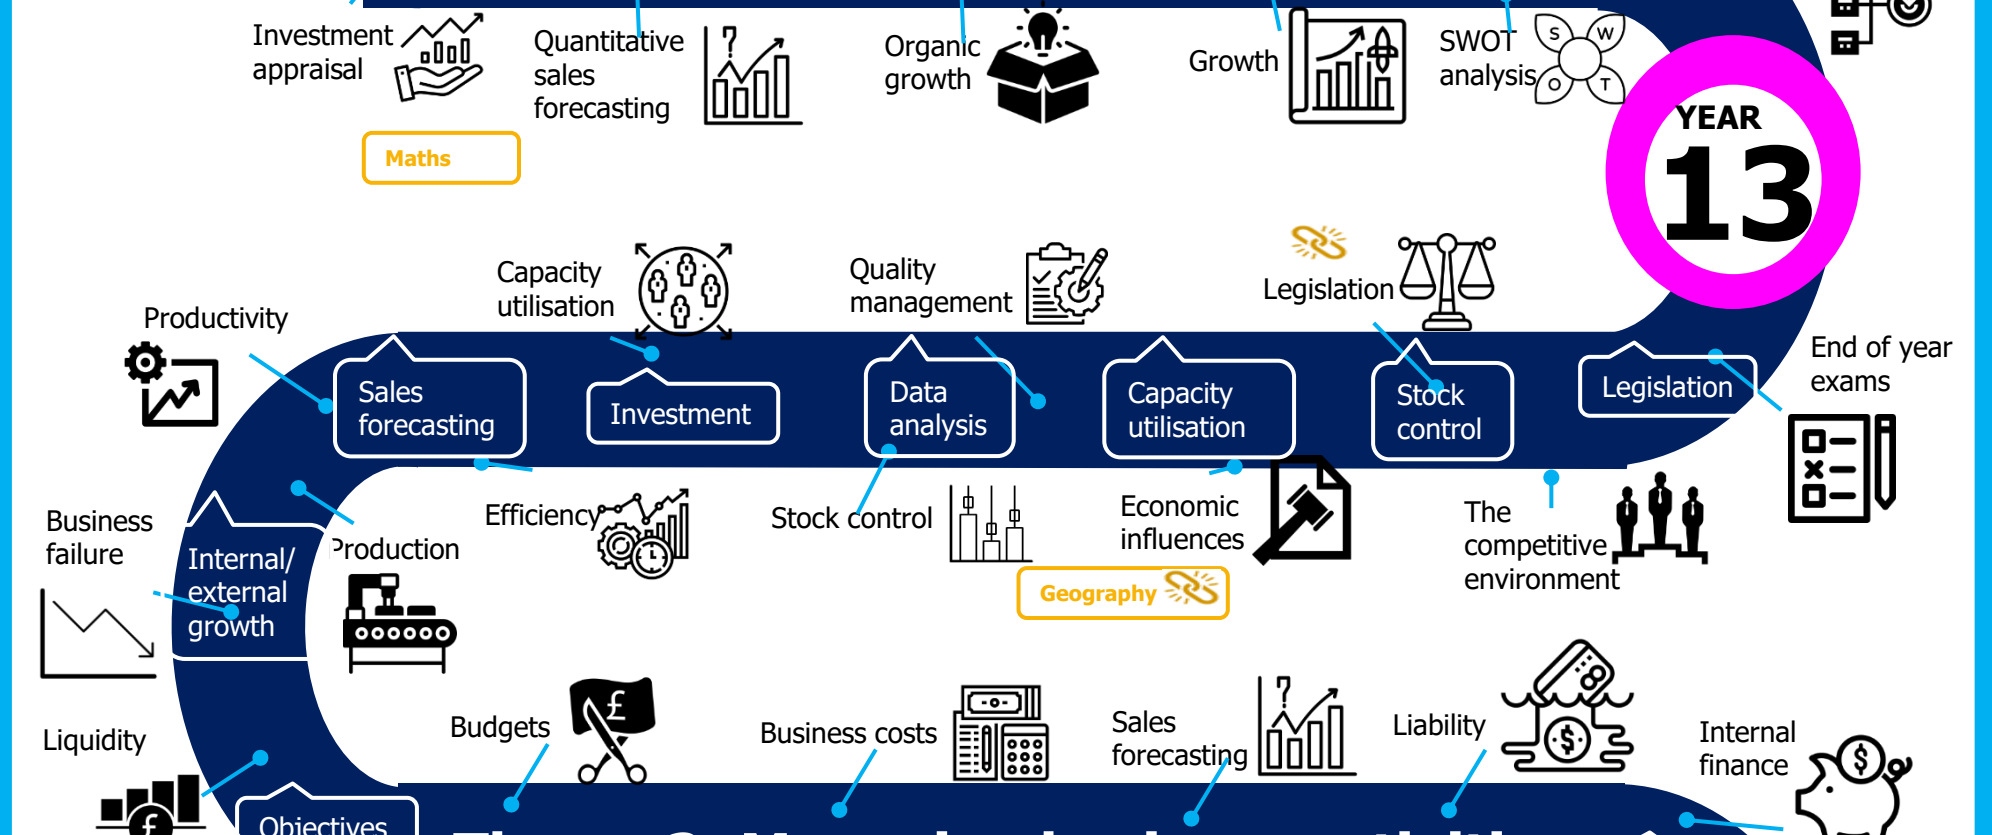 Investment
appraisal
Quantitative
sales
forecasting
?
Organic
growth
Growth
SWOT
analysis
S
W
O
T
YEAR
13
Maths
Capacity
utilisation
Quality
management
Legislation
Productivity
End of year
exams
Sales
forecasting
Investment
Data
analysis
Capacity
utilisation
Stock
control
Legislation
Business
failure
Internal/
external
growth
Production
Efficiency
Stock control
Economic
influences
The
competitive
environment
Geography
Liquidity
£
Budgets
£
Business costs
Sales
forecasting
?
Liability
8
$
Internal
finance
$
Objectives